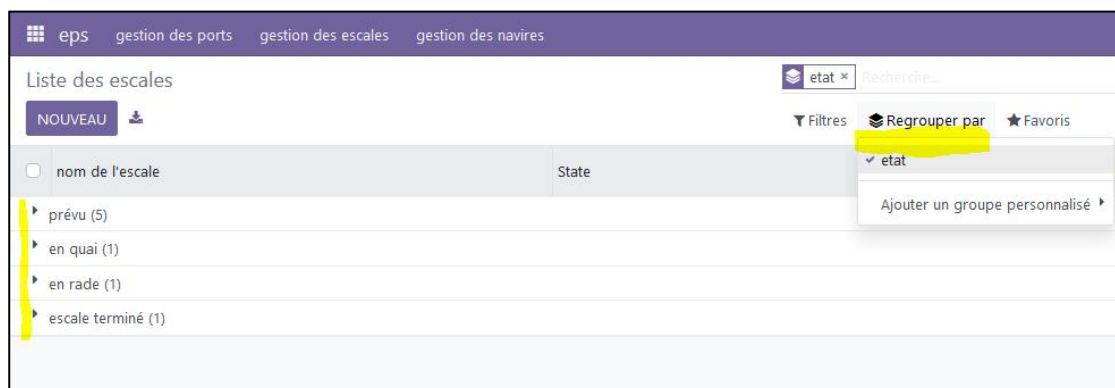 eps gestion des ports gestion des escales gestion des navires
Liste des escales
etat × Recherche...
NOUVEAU
Filtres Regrouper par Favoris
nom de l'escale State
etat
Ajouter un groupe personnalisé
prévu (5)
en quai (1)
en rade (1)
escale terminé (1)